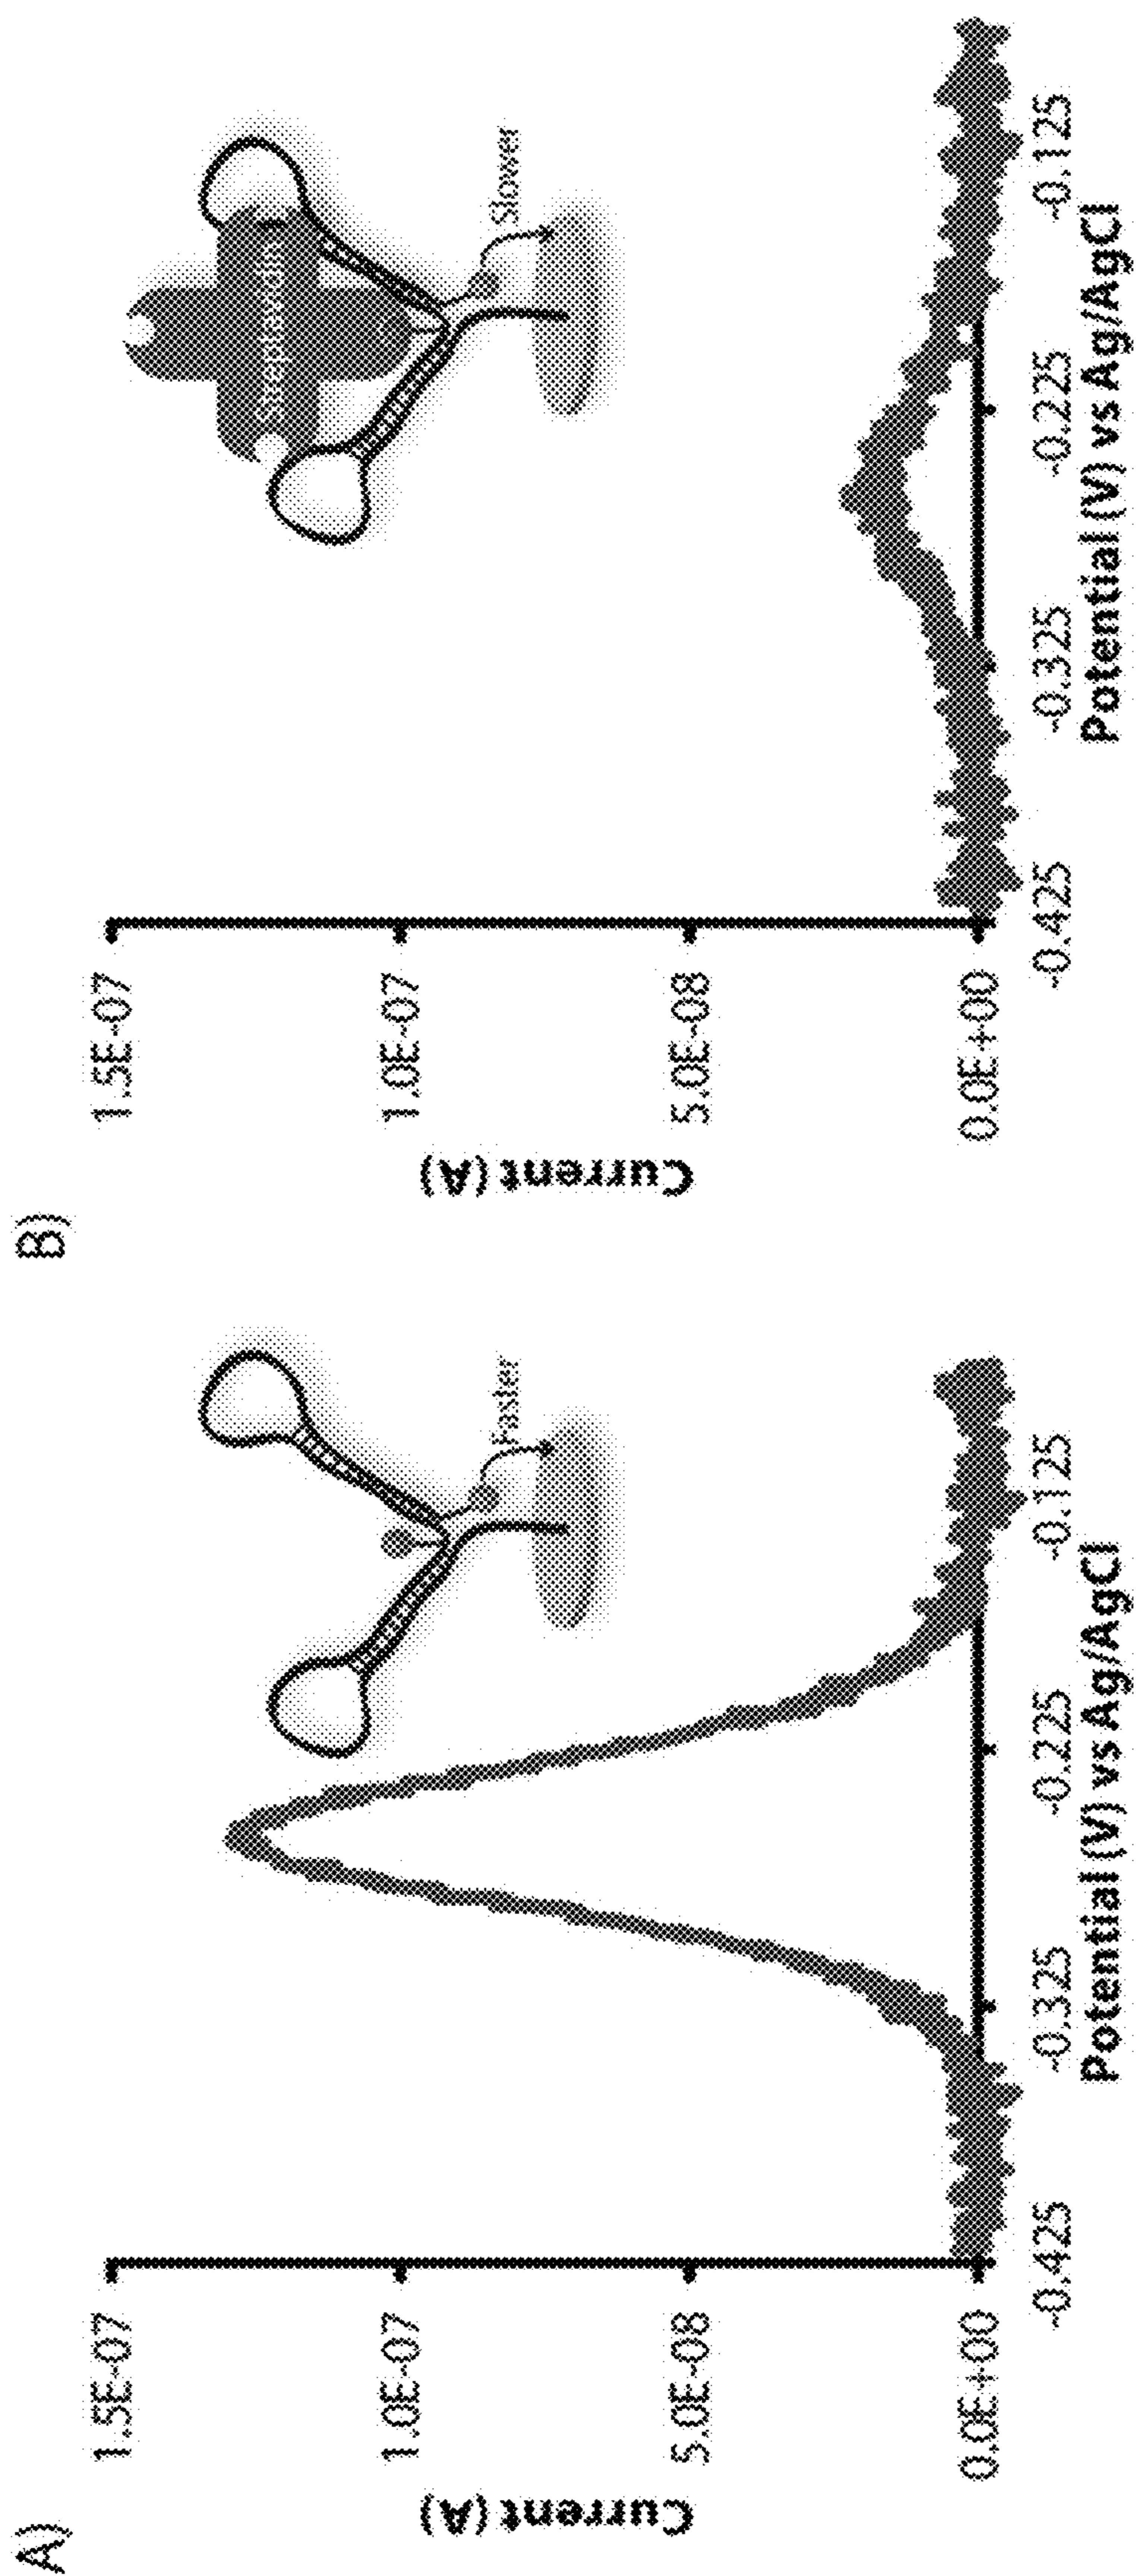 A)
Current (A)
1.5E-07
1.0E-07
5.0E-08
0.0E+00
-0.425
-0.325
-0.225
-0.125
Potential (V) vs Ag/AgCl
Faster
B)
Current (A)
1.5E-07
1.0E-07
5.0E-08
0.0E+00
-0.425
-0.325
-0.225
-0.125
Potential (V) vs Ag/AgCl
Streptavidin
Slower